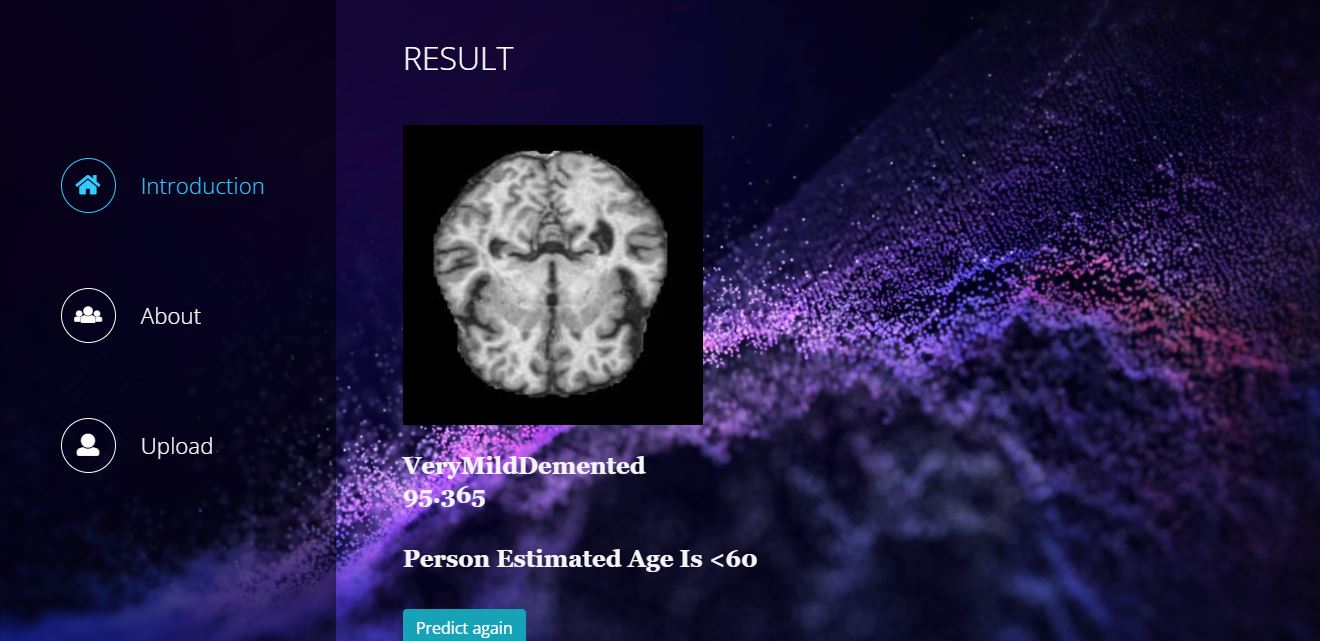 Introduction
About
Upload
RESULT
VeryMildDemented
95.365
Person Estimated Age Is <60
Predict again